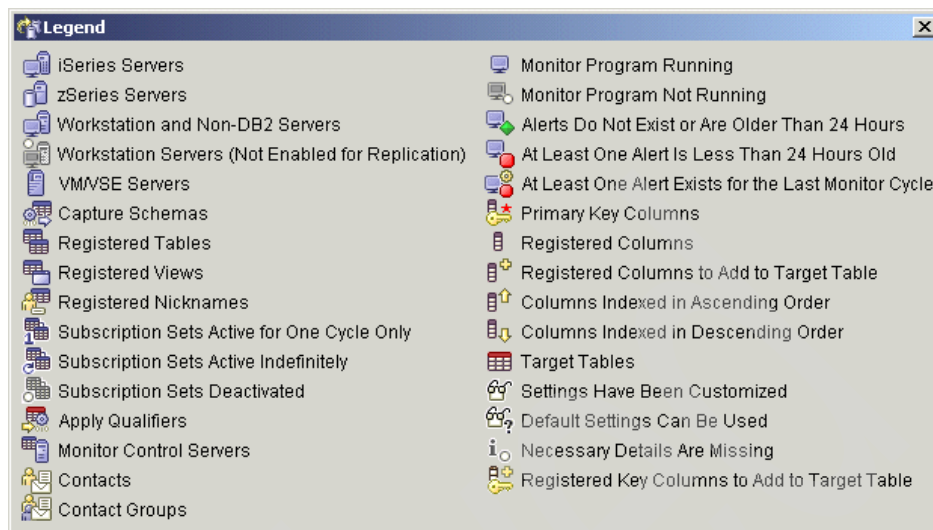 Legend
iSeries Servers
zSeries Servers
Workstation and Non-DB2 Servers
Workstation Servers (Not Enabled for Replication)
VM/VSE Servers
Capture Schemas
Registered Tables
Registered Views
Registered Nicknames
Subscription Sets Active for One Cycle Only
Subscription Sets Active Indefinitely
Subscription Sets Deactivated
Apply Qualifiers
Monitor Control Servers
Contacts
Contact Groups
Monitor Program Running
Monitor Program Not Running
Alerts Do Not Exist or Are Older Than 24 Hours
At Least One Alert Is Less Than 24 Hours Old
At Least One Alert Exists for the Last Monitor Cycle
Primary Key Columns
Registered Columns
Registered Columns to Add to Target Table
Columns Indexed in Ascending Order
Columns Indexed in Descending Order
Target Tables
Settings Have Been Customized
Default Settings Can Be Used
Necessary Details Are Missing
Registered Key Columns to Add to Target Table